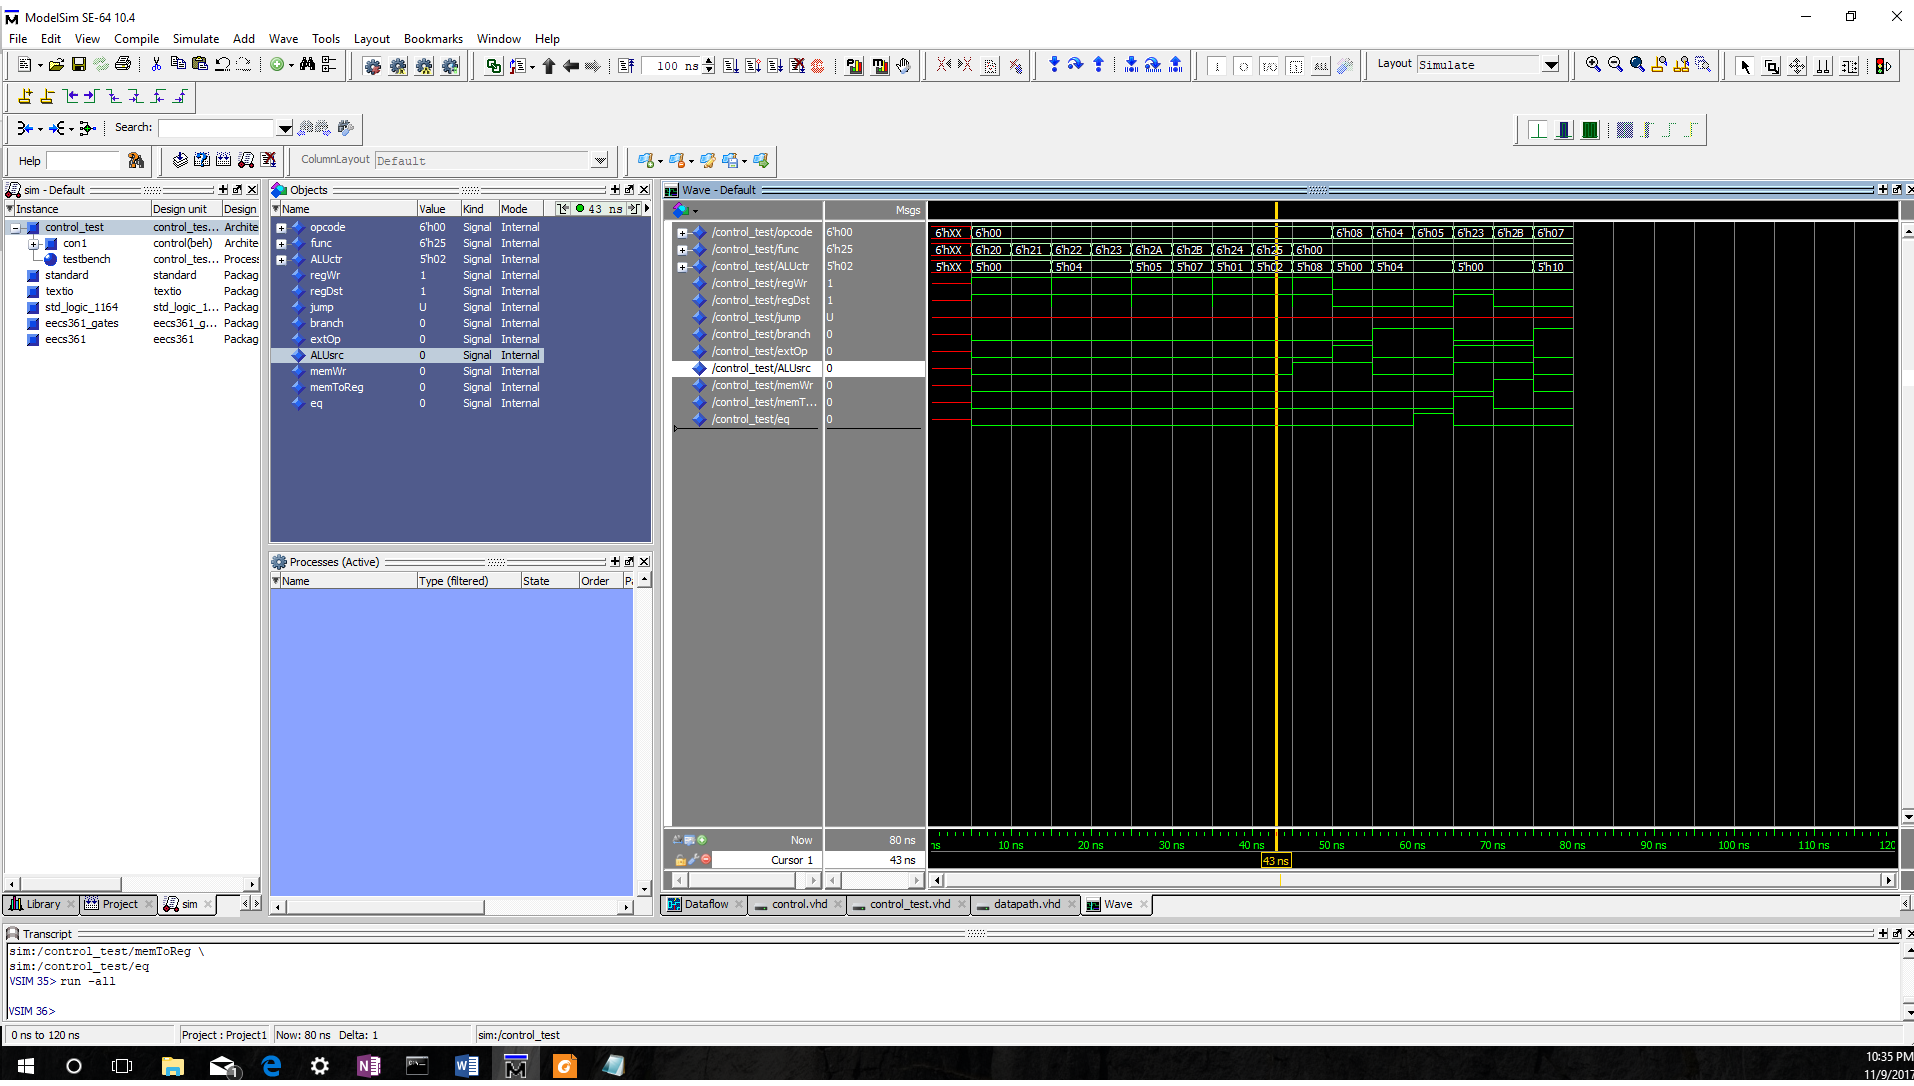 ModelSim SE-64 10.4
File Edit View Compile Simulate Add Wave Tools Layout Bookmarks Window Help
100 ns
Layout Simulate
Search:
Help
ColumnLayout Default
sim - Default
Instance Design unit Design
control_test control_tes... Archite
con1 control(beh) Archite
testbench control_tes... Process
standard standard Packag
textio textio Packag
std_logic_1164 std_logic_1... Packag
eecs361_gates eecs361_g... Packag
eecs361 eecs361 Packag
Library Project sim
Objects
Name Value Kind Mode 43 ns
opcode 6'h00 Signal Internal
func 6'h25 Signal Internal
ALUctr 5'h02 Signal Internal
regWr 1 Signal Internal
regDst 1 Signal Internal
jump U Signal Internal
branch 0 Signal Internal
extOp 0 Signal Internal
ALUsrc 0 Signal Internal
memWr 0 Signal Internal
memToReg 0 Signal Internal
eq 0 Signal Internal
Processes (Active)
Name Type (filtered) State Order
Wave - Default
Msgs
/control_test/opcode 6'h00 6'hXX 6'h00 6'h08 6'h04 6'h05 6'h23 6'h2B 6'h07
/control_test/func 6'h25 6'hXX 6'h20 6'h21 6'h22 6'h23 6'h2A 6'h2B 6'h24 6'h25 6'h00
/control_test/ALUctr 5'h02 5'hXX 5'h00 5'h04 5'h05 5'h07 5'h01 5'h02 5'h08 5'h00 5'h04 5'h00 5'h10
/control_test/regWr 1
/control_test/regDst 1
/control_test/jump U
/control_test/branch 0
/control_test/extOp 0
/control_test/ALUsrc 0
/control_test/memWr 0
/control_test/memT... 0
/control_test/eq 0
Now 80 ns
ns 10 ns 20 ns 30 ns 40 ns 50 ns 60 ns 70 ns 80 ns 90 ns 100 ns 110 ns 120
Cursor 1 43 ns 43 ns
Dataflow control.vhd control_test.vhd datapath.vhd Wave
Transcript
sim:/control_test/memToReg \
sim:/control_test/eq
VSIM 35> run -all
VSIM 36>
0 ns to 120 ns Project : Project1 Now: 80 ns Delta: 1 sim:/control_test
10:35 PM
11/9/2017